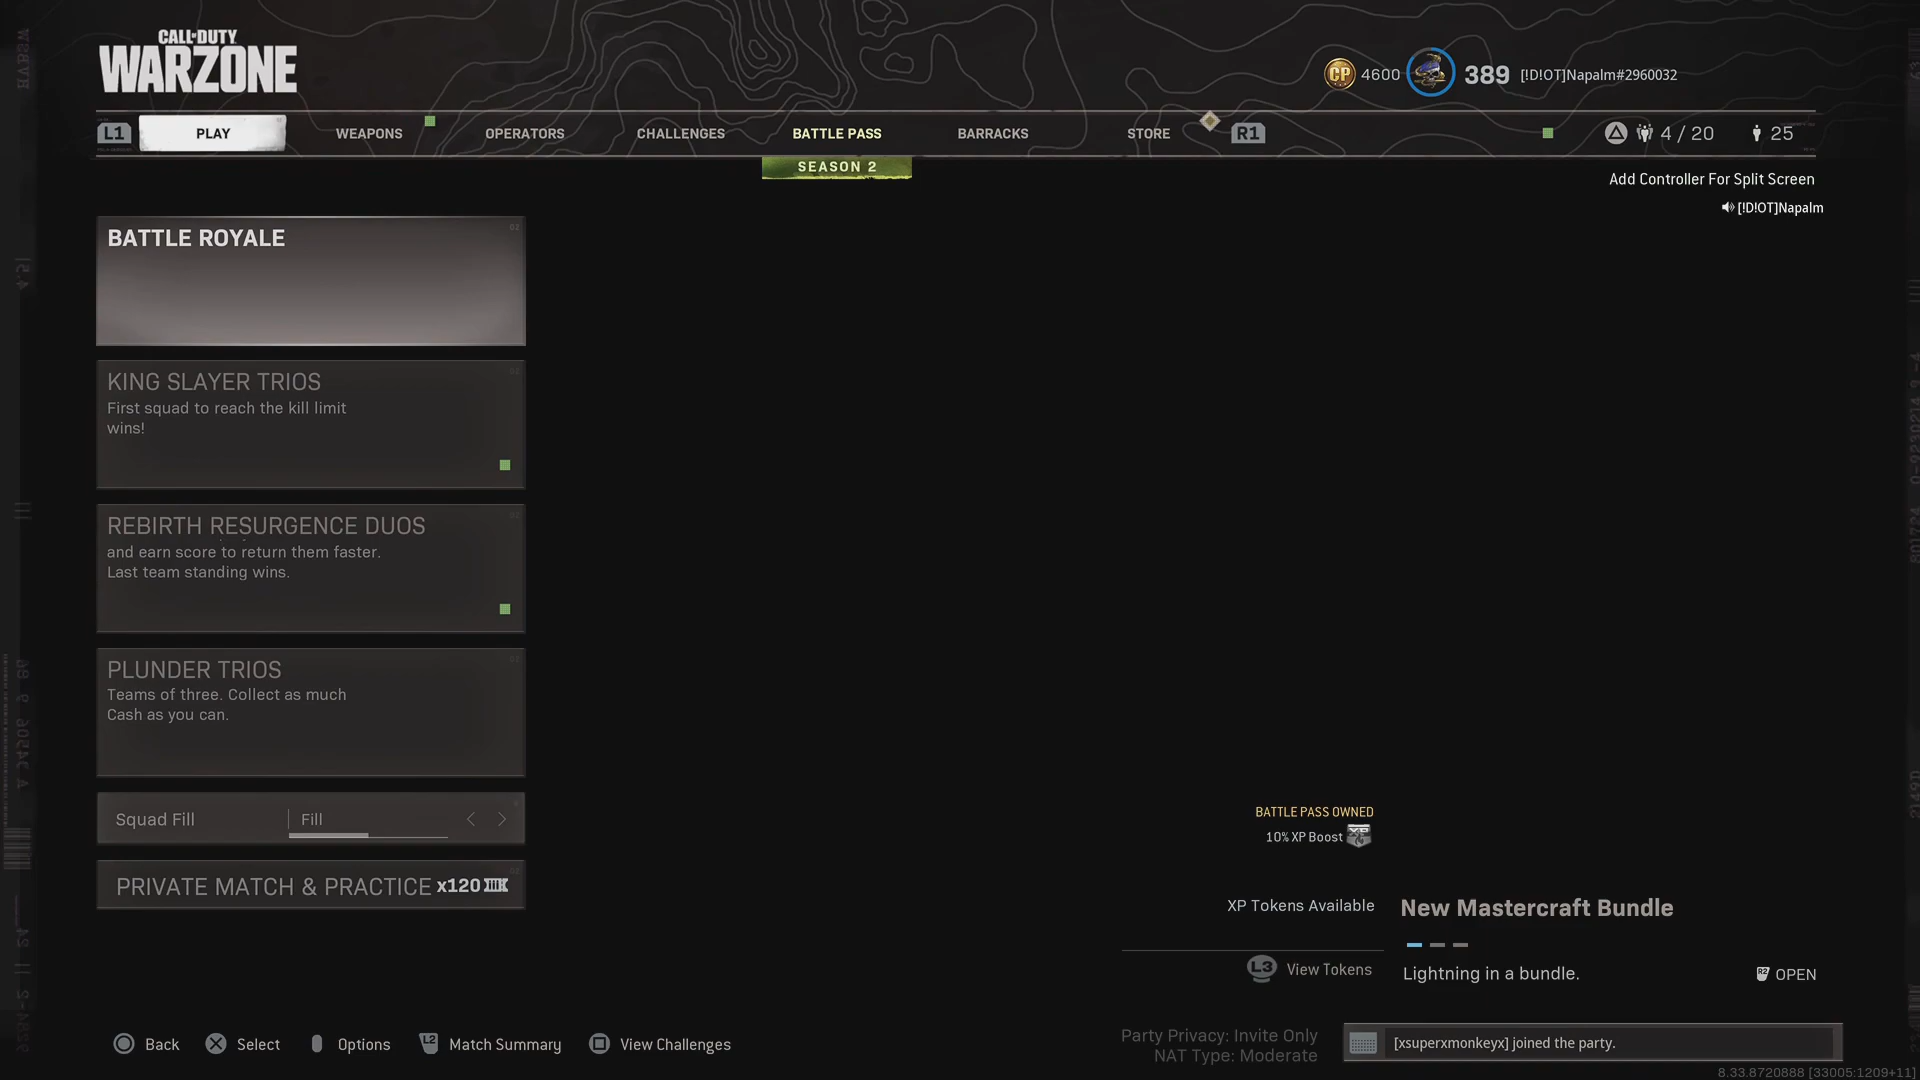 CALL OF DUTY
WARZONE
CP 4600 389 [!D!OT]Napalm#2960032
L1 PLAY WEAPONS OPERATORS CHALLENGES BATTLE PASS BARRACKS STORE R1 4 / 20 25
SEASON 2
Add Controller For Split Screen
[!D!OT]Napalm
BATTLE ROYALE
KING SLAYER TRIOS
First squad to reach the kill limit
wins!
REBIRTH RESURGENCE DUOS
and earn score to return them faster.
Last team standing wins.
PLUNDER TRIOS
Teams of three. Collect as much
Cash as you can.
Squad Fill Fill
PRIVATE MATCH & PRACTICE x120
BATTLE PASS OWNED
10% XP Boost XP
XP Tokens Available
L3 View Tokens
New Mastercraft Bundle
Lightning in a bundle.
R2 OPEN
Back Select Options L2 Match Summary View Challenges
Party Privacy: Invite Only
NAT Type: Moderate
[xsuperxmonkeyx] joined the party.
8.33.8720888 [33005:1209+11]